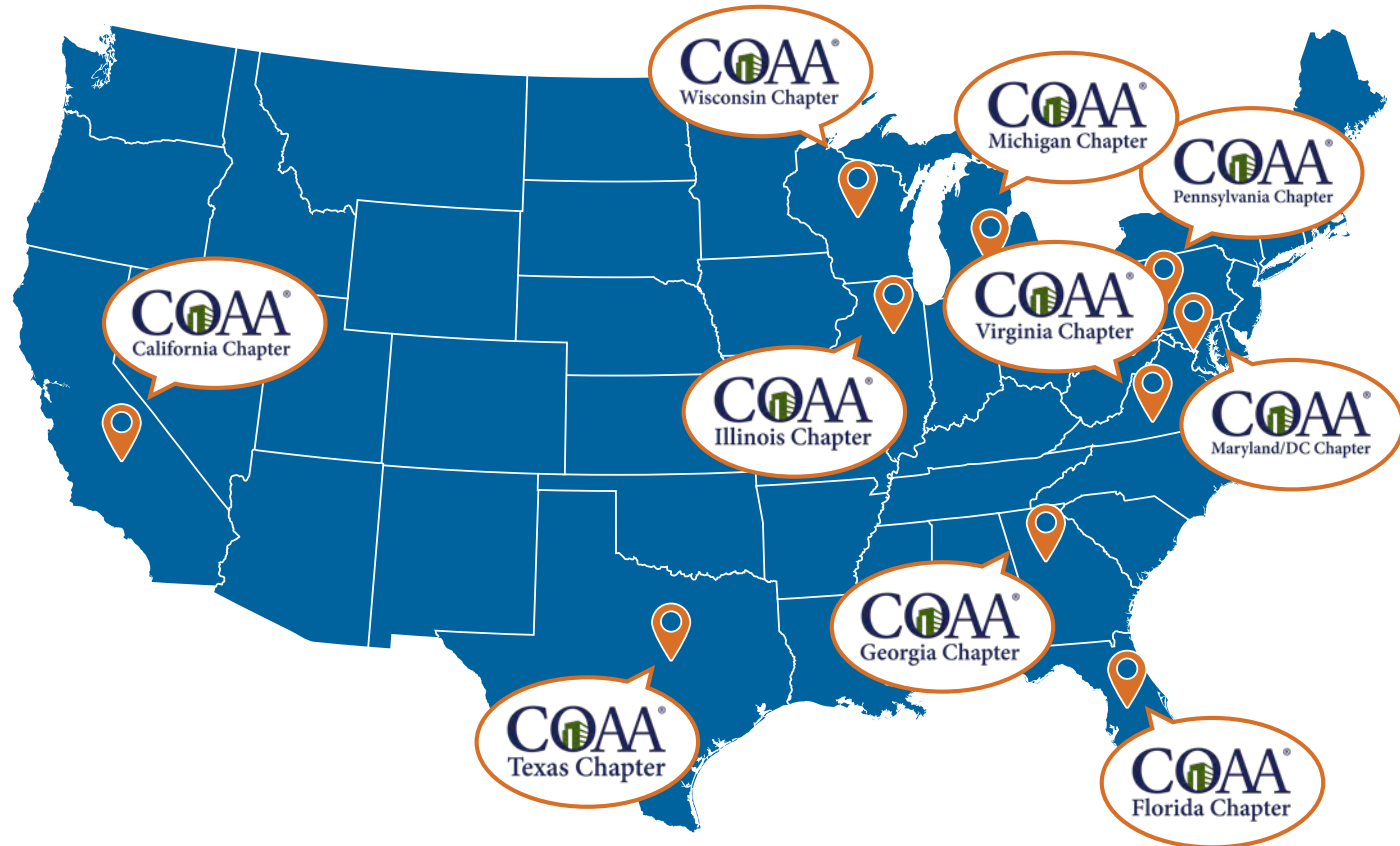 COAA®
Wisconsin Chapter
COAA®
Michigan Chapter
COAA®
Pennsylvania Chapter
COAA®
California Chapter
COAA®
Virginia Chapter
COAA®
Illinois Chapter
COAA®
Maryland/DC Chapter
COAA®
Georgia Chapter
COAA®
Texas Chapter
COAA®
Florida Chapter